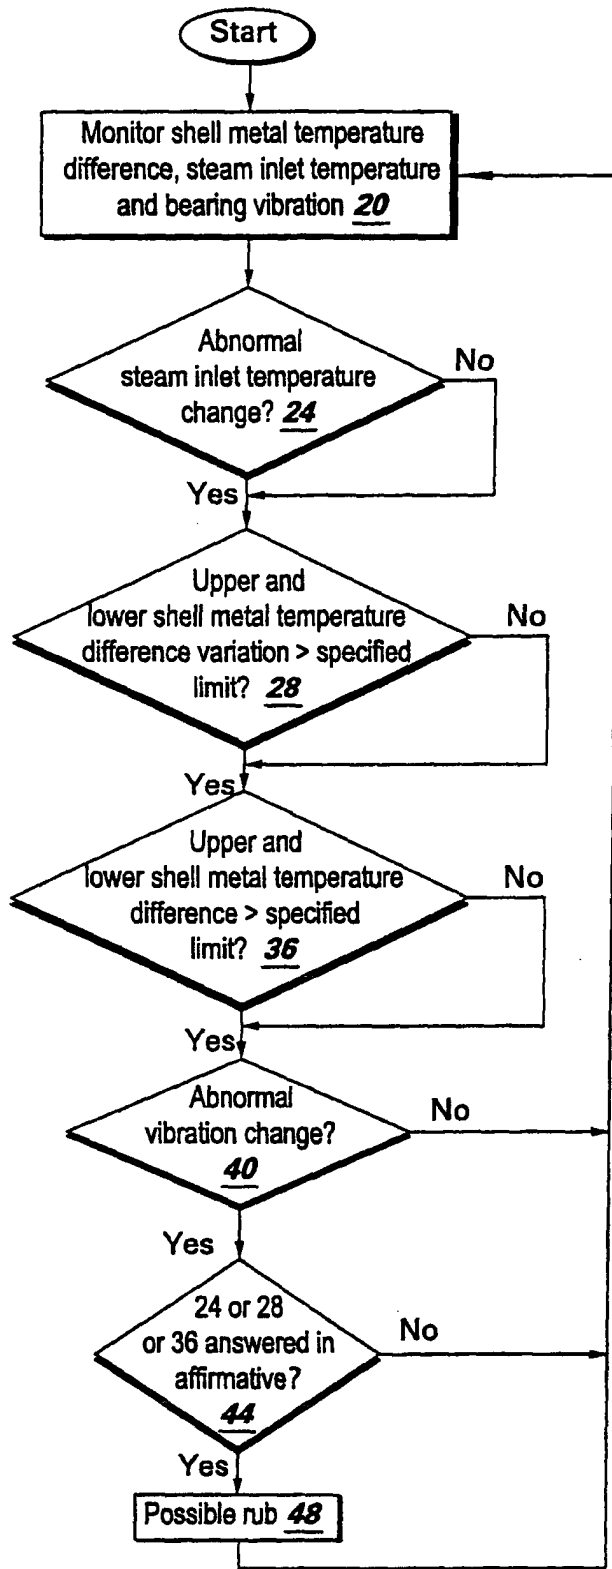 Start
Monitor shell metal temperature
difference, steam inlet temperature
and bearing vibration 20
Abnormal
steam inlet temperature
change? 24
No
Yes
Upper and
lower shell metal temperature
difference variation > specified
limit? 28
No
Yes
Upper and
lower shell metal temperature
difference > specified
limit? 36
No
Yes
Abnormal
vibration change?
40
No
Yes
24 or 28
or 36 answered in
affirmative?
44
No
Yes
Possible rub 48